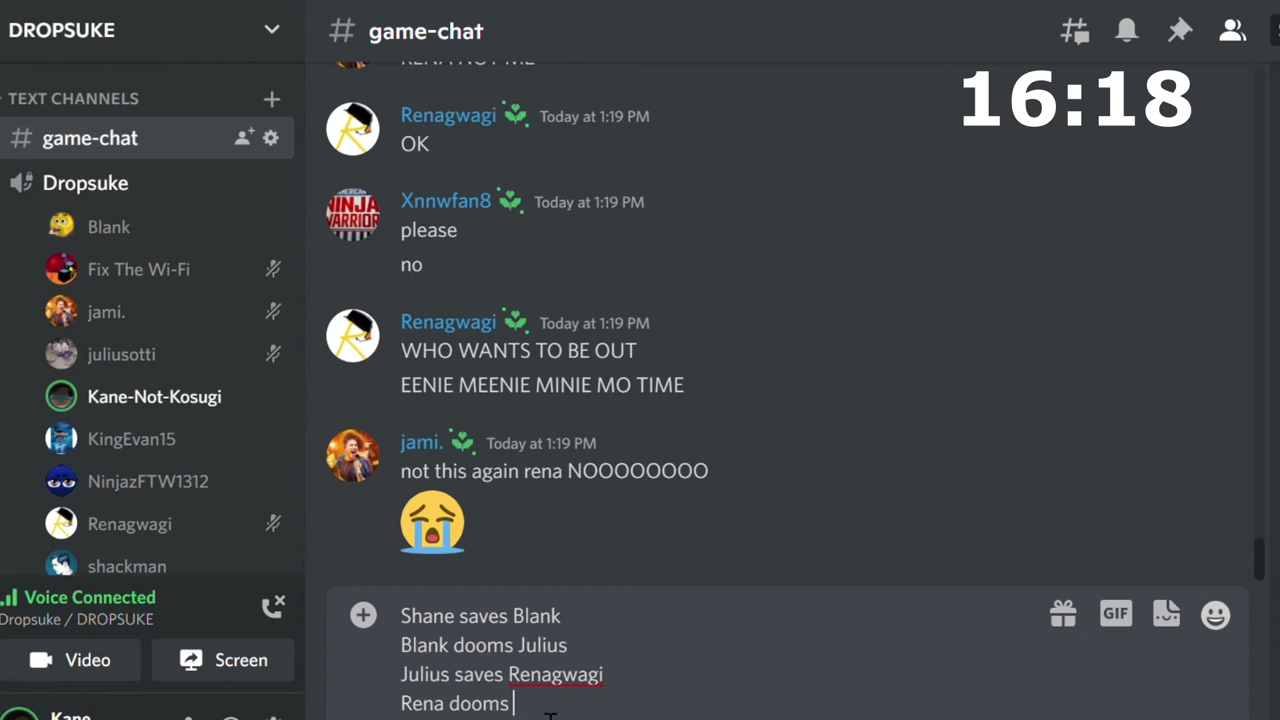 DROPSUKE
TEXT CHANNELS
# game-chat
Dropsuke
Blank
Fix The Wi-Fi
jami.
juliusotti
Kane-Not-Kosugi
KingEvan15
NinjazFTW1312
Renagwagi
shackman
Voice Connected
Dropsuke / DROPSUKE
Video
Screen
Kane
# game-chat
16:18
RENA NOT ME
Renagwagi Today at 1:19 PM
OK
Xnnwfan8 Today at 1:19 PM
please
no
Renagwagi Today at 1:19 PM
WHO WANTS TO BE OUT
EENIE MEENIE MINIE MO TIME
jami. Today at 1:19 PM
not this again rena NOOOOOOOO
Shane saves Blank
Blank dooms Julius
Julius saves Renagwagi
Rena dooms
GIF